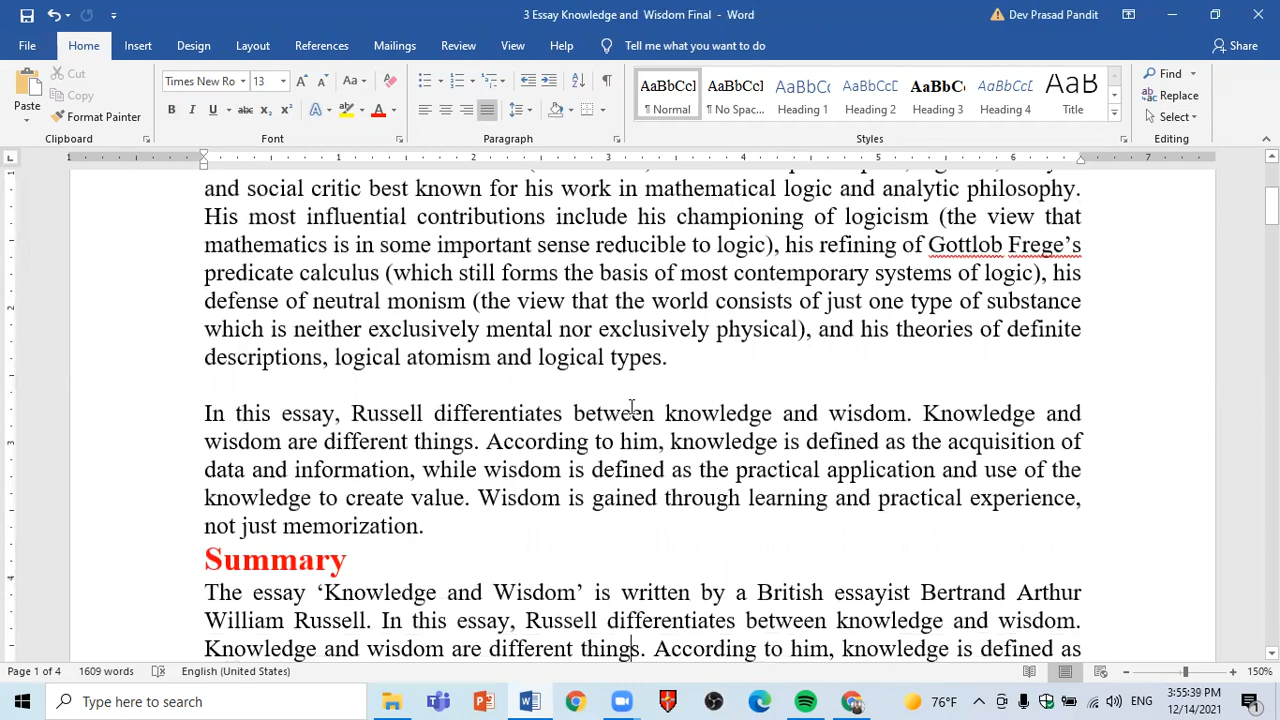 3 Essay Knowledge and Wisdom Final - Word
Dev Prasad Pandit
File Home Insert Design Layout References Mailings Review View Help Tell me what you want to do Share
Paste
Cut
Copy
Format Painter
Clipboard
Times New Ro 13
Font
Paragraph
AaBbCcI AaBbCc AaBbC AaBbCc AaBbCcl AaBbCcD AaB
¶ Normal ¶ No Spac... Heading 1 Heading 2 Heading 3 Heading 4 Title
Styles
Find
Replace
Select
Editing
1 1 2 3 4 5 6 7
and social critic best known for his work in mathematical logic and analytic philosophy.
His most influential contributions include his championing of logicism (the view that
mathematics is in some important sense reducible to logic), his refining of Gottlob Frege’s
predicate calculus (which still forms the basis of most contemporary systems of logic), his
defense of neutral monism (the view that the world consists of just one type of substance
which is neither exclusively mental nor exclusively physical), and his theories of definite
descriptions, logical atomism and logical types.
In this essay, Russell differentiates between knowledge and wisdom. Knowledge and
wisdom are different things. According to him, knowledge is defined as the acquisition of
data and information, while wisdom is defined as the practical application and use of the
knowledge to create value. Wisdom is gained through learning and practical experience,
not just memorization.
Summary
The essay ‘Knowledge and Wisdom’ is written by a British essayist Bertrand Arthur
William Russell. In this essay, Russell differentiates between knowledge and wisdom.
Knowledge and wisdom are different things. According to him, knowledge is defined as
Page 1 of 4 1609 words English (United States) 150%
Type here to search
76°F
3:55:39 PM
12/14/2021